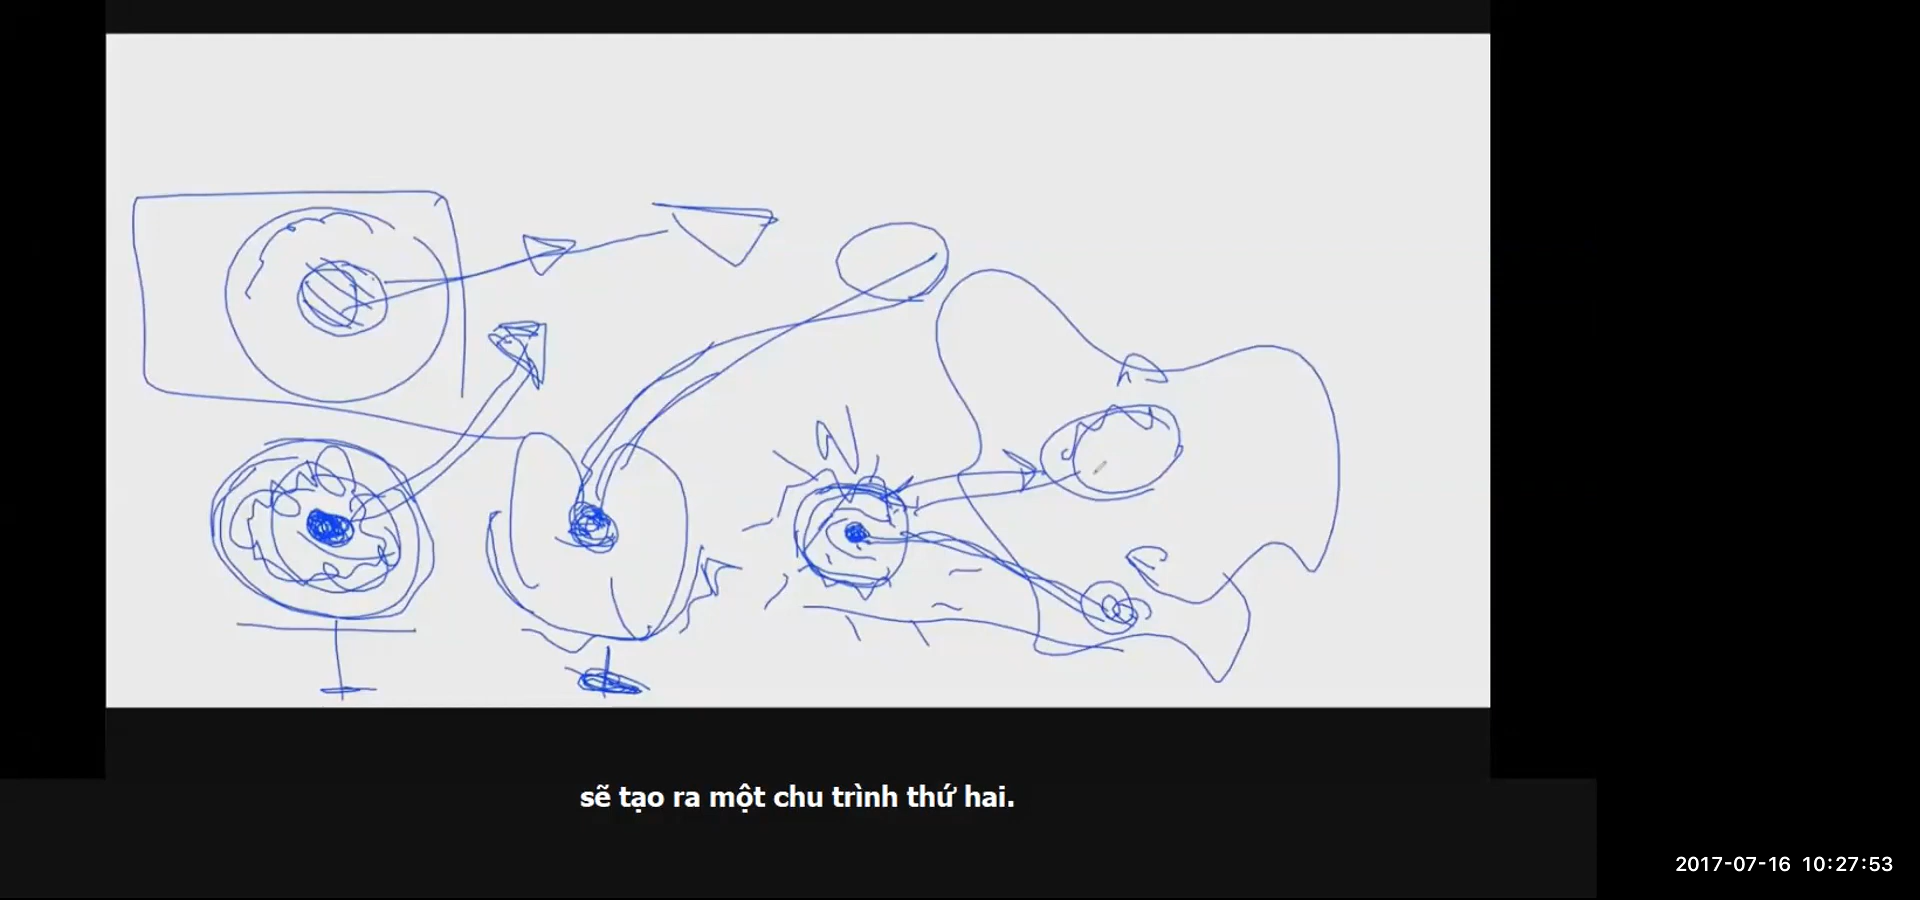 sẽ tạo ra một chu trình thứ hai.
2017-07-16 10:27:53